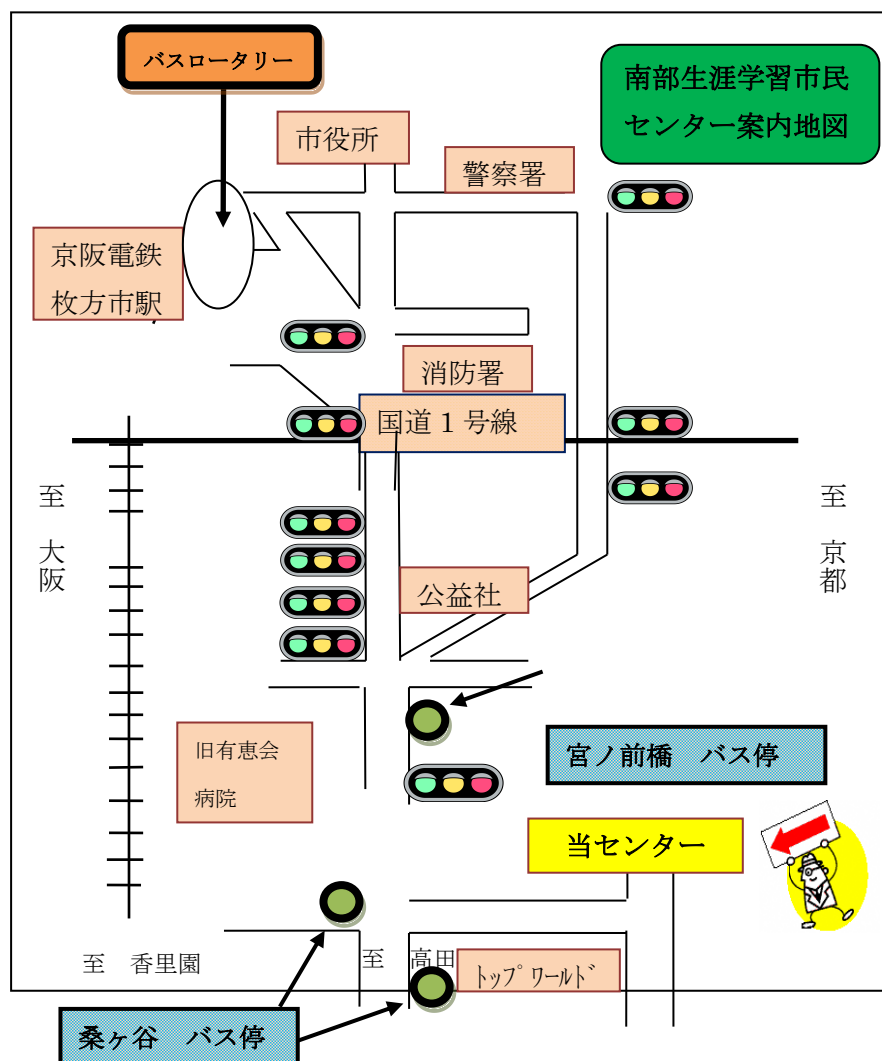 バスロータリー
南部生涯学習市民
センター案内地図
市役所
警察署
京阪電鉄
枚方市駅
消防署
国道1号線
至 大阪
至 京都
公益社
旧有恵会
病院
宮ノ前橋 バス停
当センター
至 香里園
至 高田
ﾄｯﾌﾟﾜｰﾙﾄﾞ
桑ヶ谷 バス停